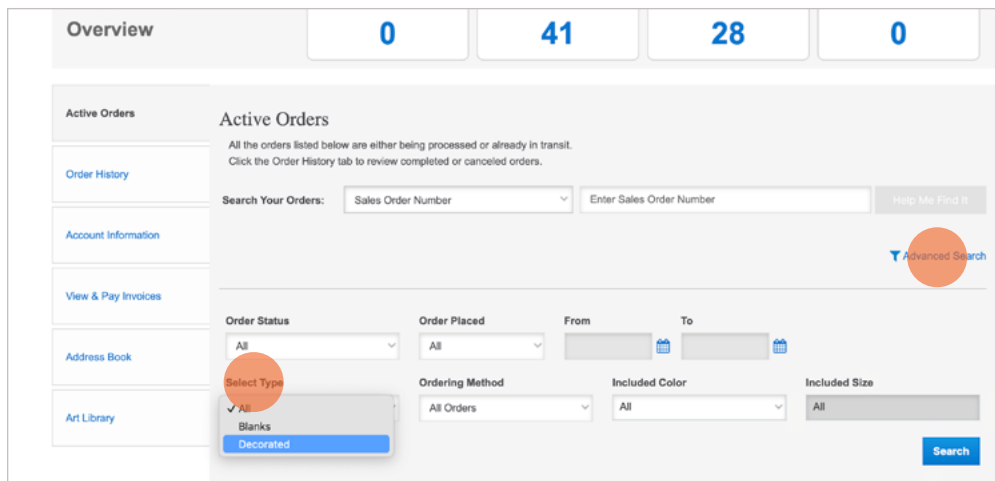 Overview
0
41
28
0
Active Orders
Order History
Account Information
View & Pay Invoices
Address Book
Art Library
Active Orders
All the orders listed below are either being processed or already in transit.
Click the Order History tab to review completed or canceled orders.
Search Your Orders:
Sales Order Number
Enter Sales Order Number
Help Me Find It
Advanced Search
Order Status
Order Placed
From
To
All
All
Select Type
Ordering Method
Included Color
Included Size
✓ All
Blanks
Decorated
All Orders
All
All
Search